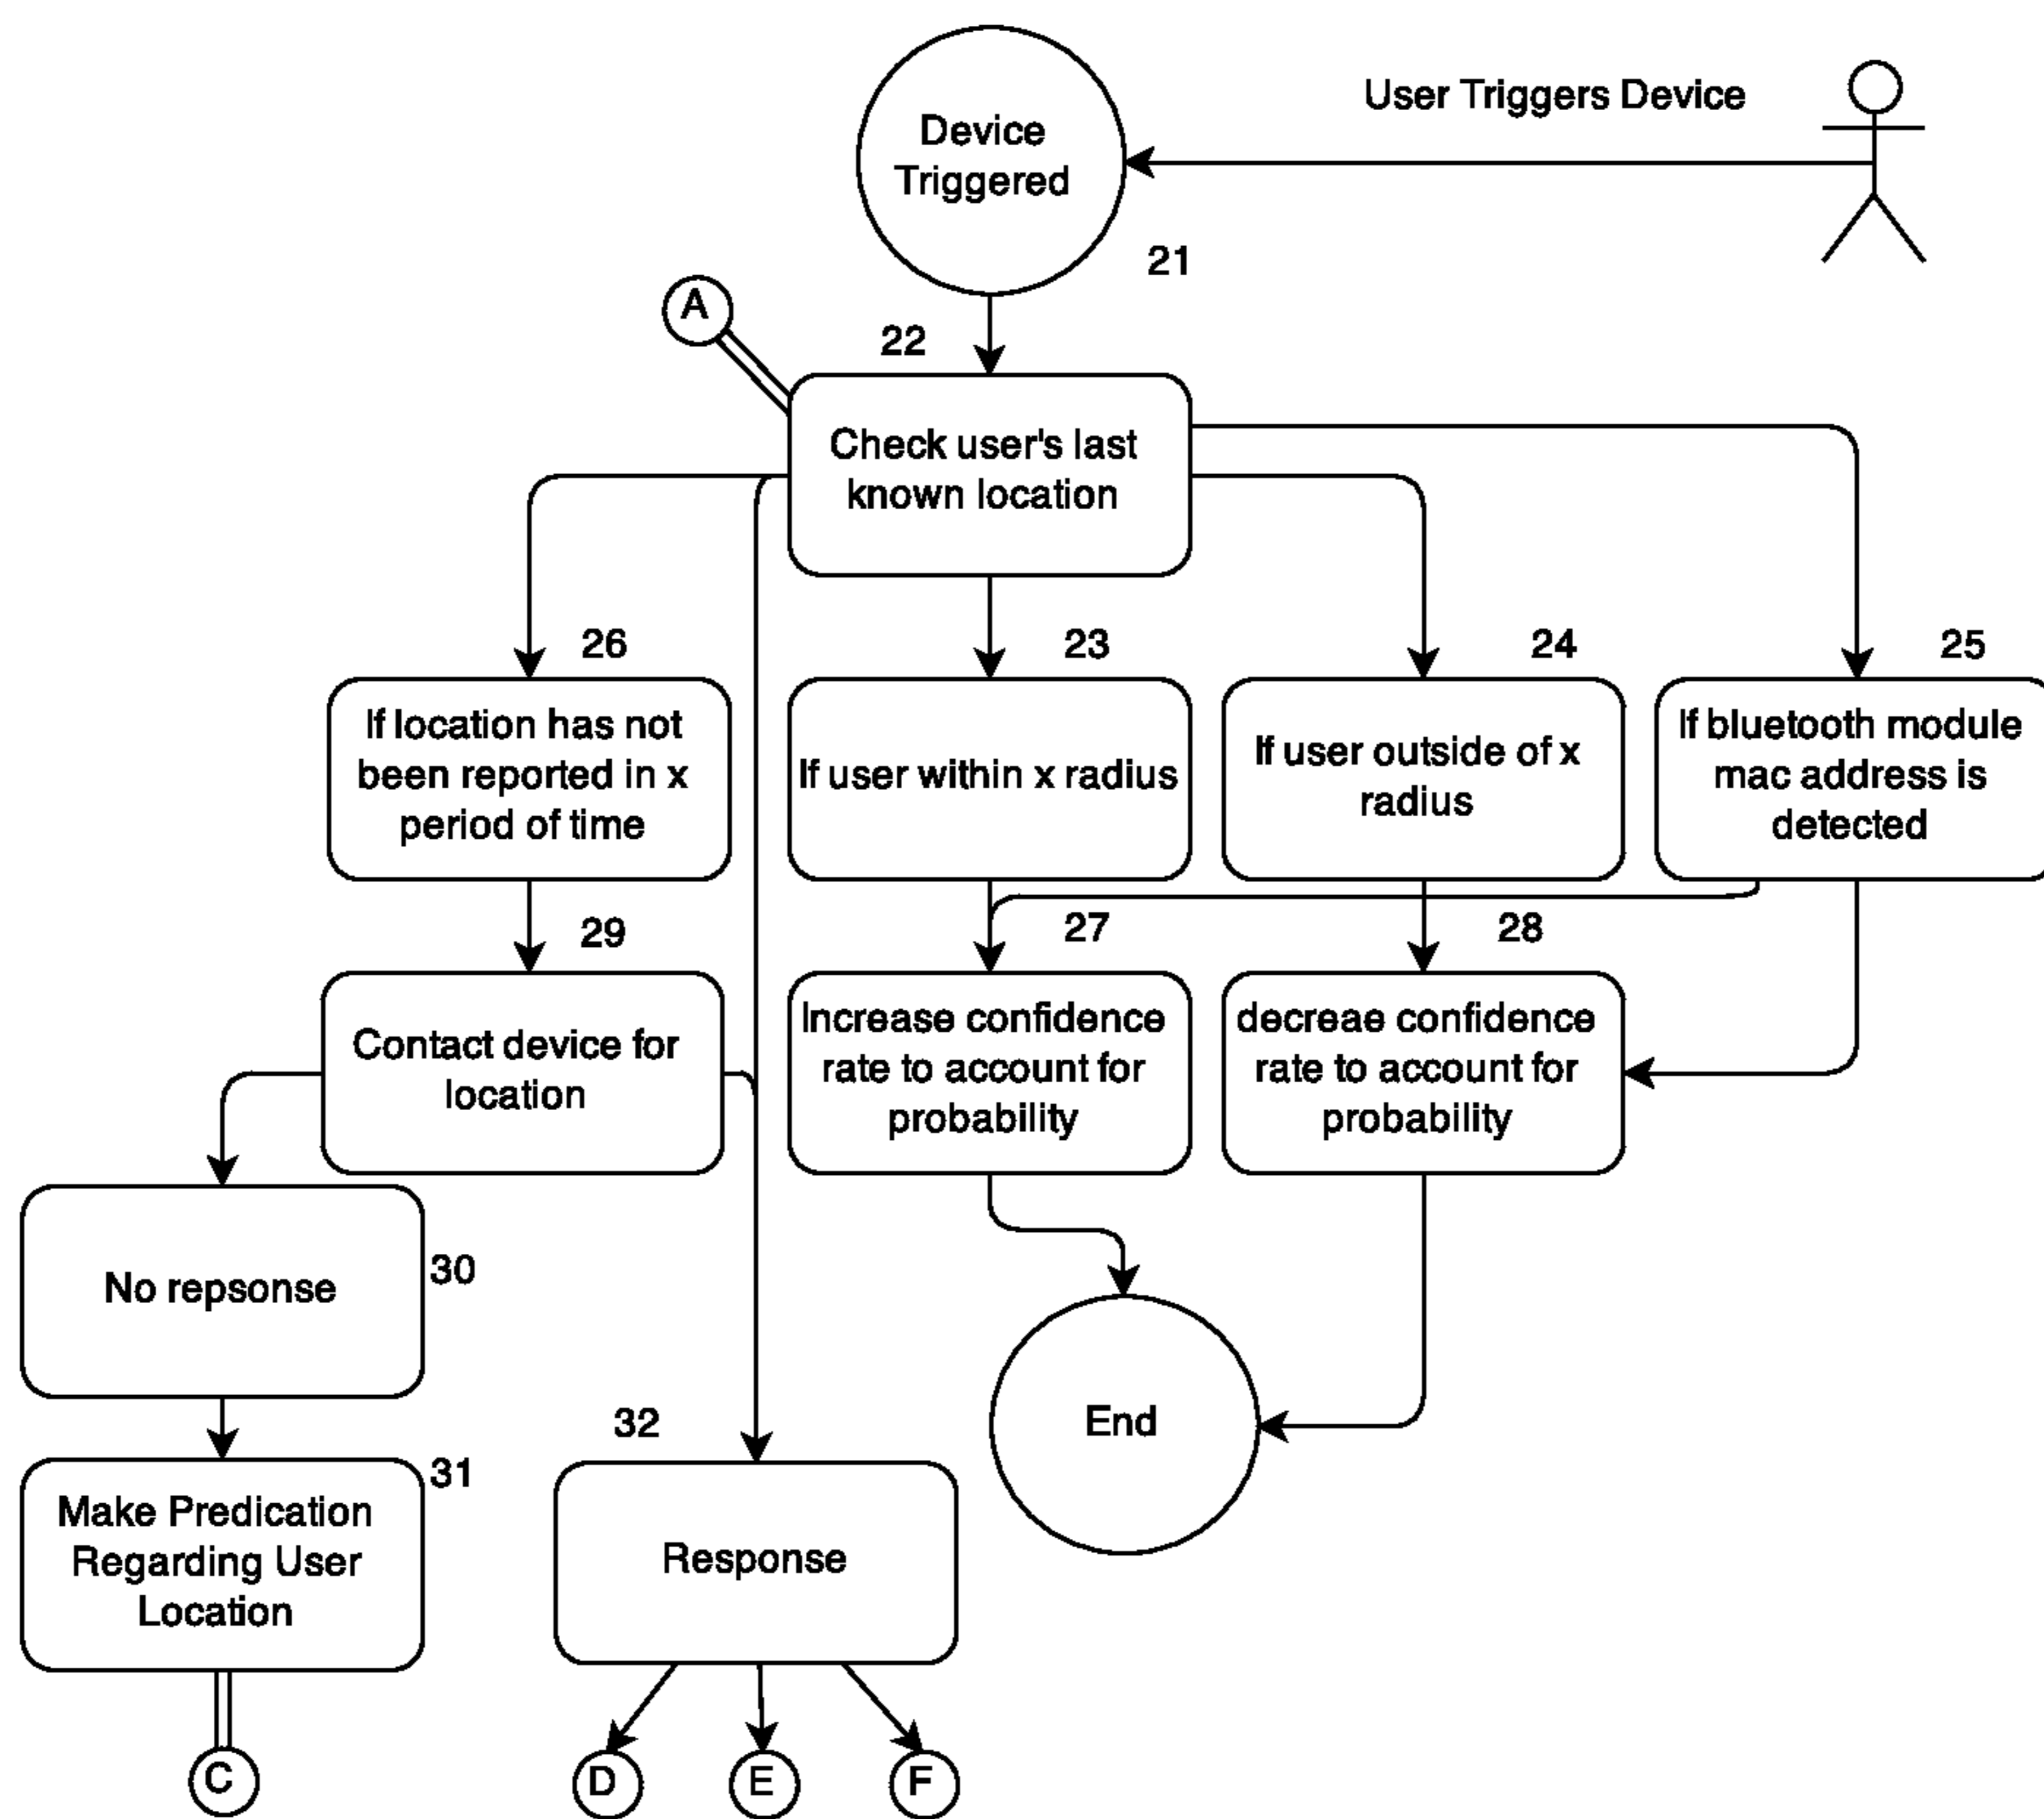 User Triggers Device
Device
Triggered
21
A
22
Check user's last
known location
26
23
24
25
If location has not
been reported in x
period of time
If user within x radius
If user outside of x
radius
If bluetooth module
mac address is
detected
29
27
28
Contact device for
location
Increase confidence
rate to account for
probability
decreae confidence
rate to account for
probability
No repsonse
30
32
End
31
Make Predication
Regarding User
Location
Response
C
D
E
F